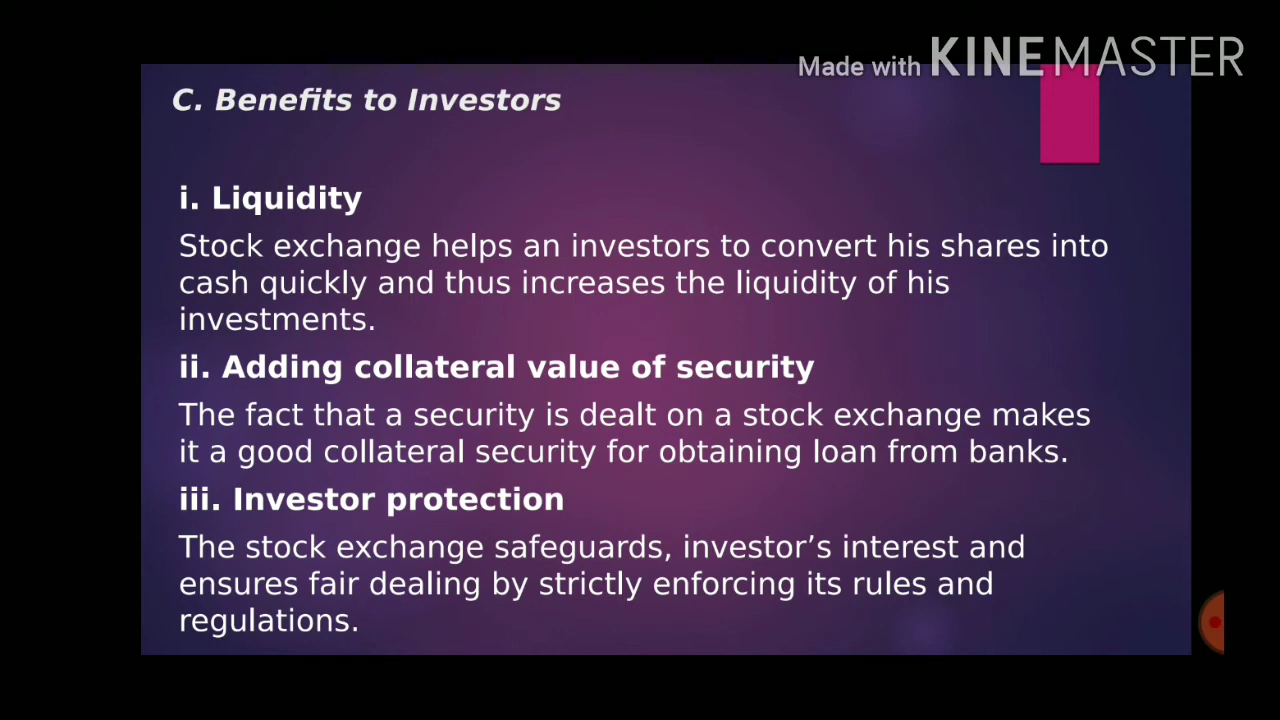 Made with KINEMASTER
C. Benefits to Investors
i. Liquidity
Stock exchange helps an investors to convert his shares into
cash quickly and thus increases the liquidity of his
investments.
ii. Adding collateral value of security
The fact that a security is dealt on a stock exchange makes
it a good collateral security for obtaining loan from banks.
iii. Investor protection
The stock exchange safeguards, investor’s interest and
ensures fair dealing by strictly enforcing its rules and
regulations.